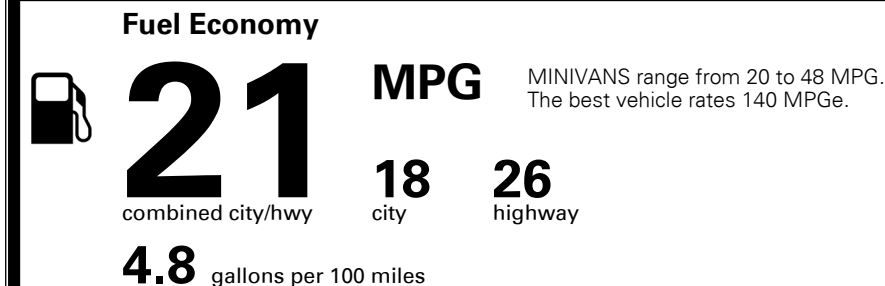 Fuel Economy
21 MPG
MINIVANS range from 20 to 48 MPG.
The best vehicle rates 140 MPGe.
combined city/hwy
18
city
26
highway
4.8 gallons per 100 miles